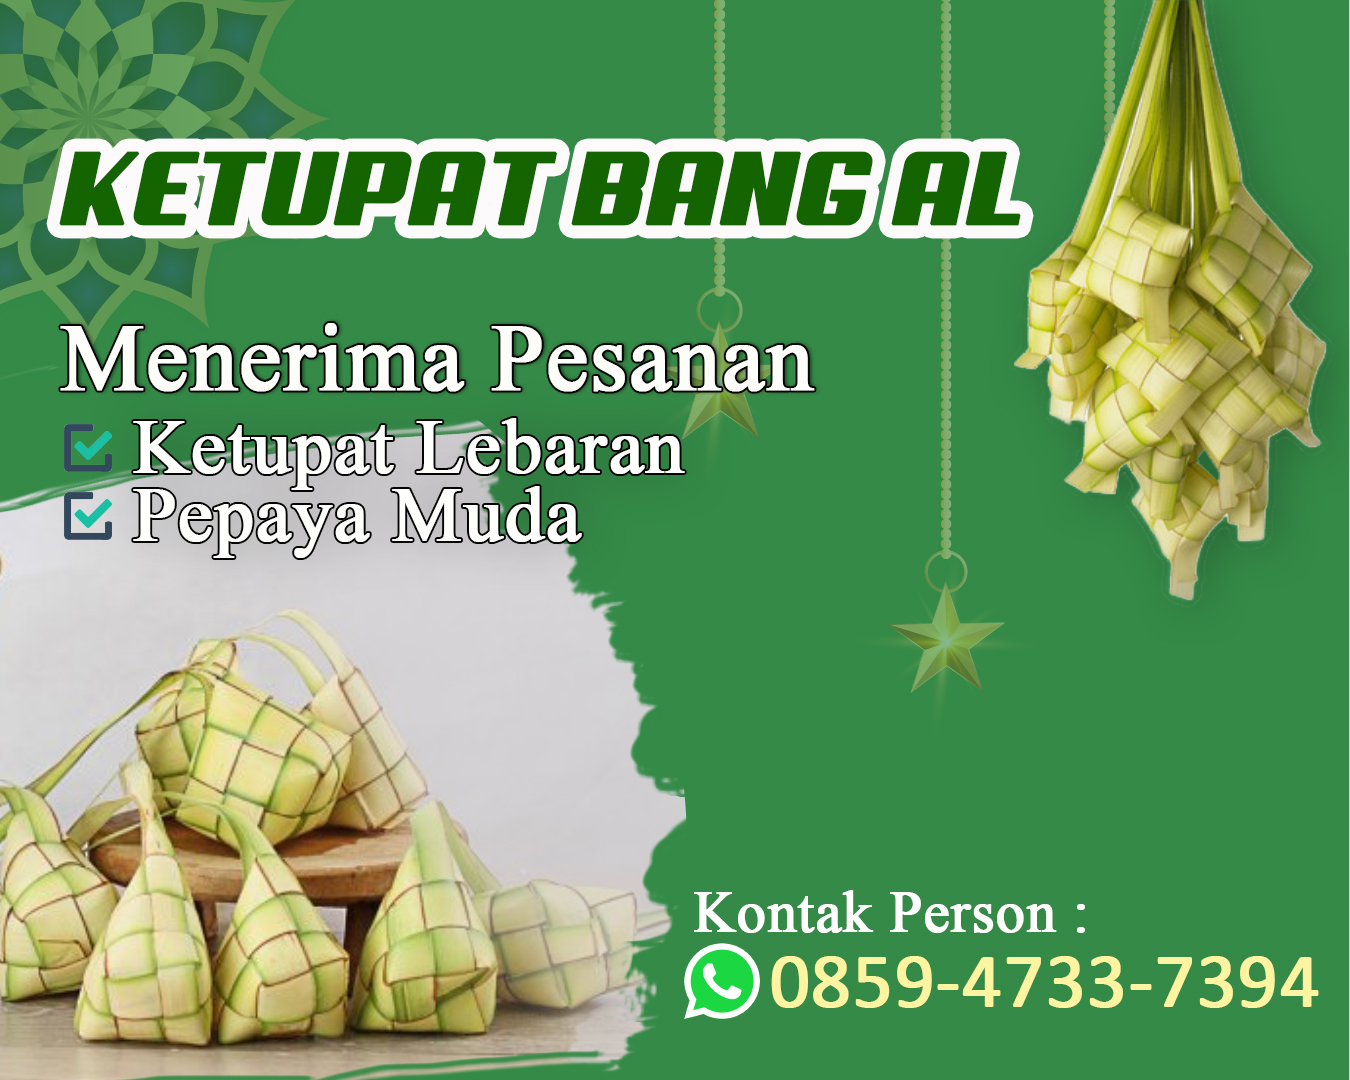 KETUPAT BANG AL
Menerima Pesanan
Ketupat Lebaran
Pepaya Muda
Kontak Person :
0859-4733-7394